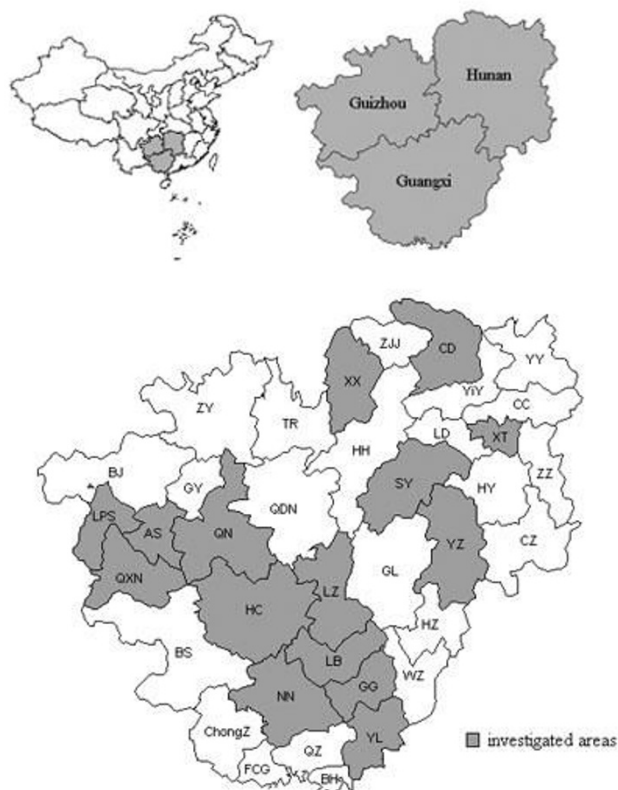 Hunan
Guizhou
Guangxi
ZJJ
CD
YY
XX
YiY
CC
ZY
TR
LD
XT
HH
BJ
GY
SY
HY
ZZ
LPS
AS
QN
QDN
YZ
CZ
QXN
LZ
GL
HC
HZ
BS
LB
WZ
NN
GG
ChongZ
QZ
YL
investigated areas
FCG
BH